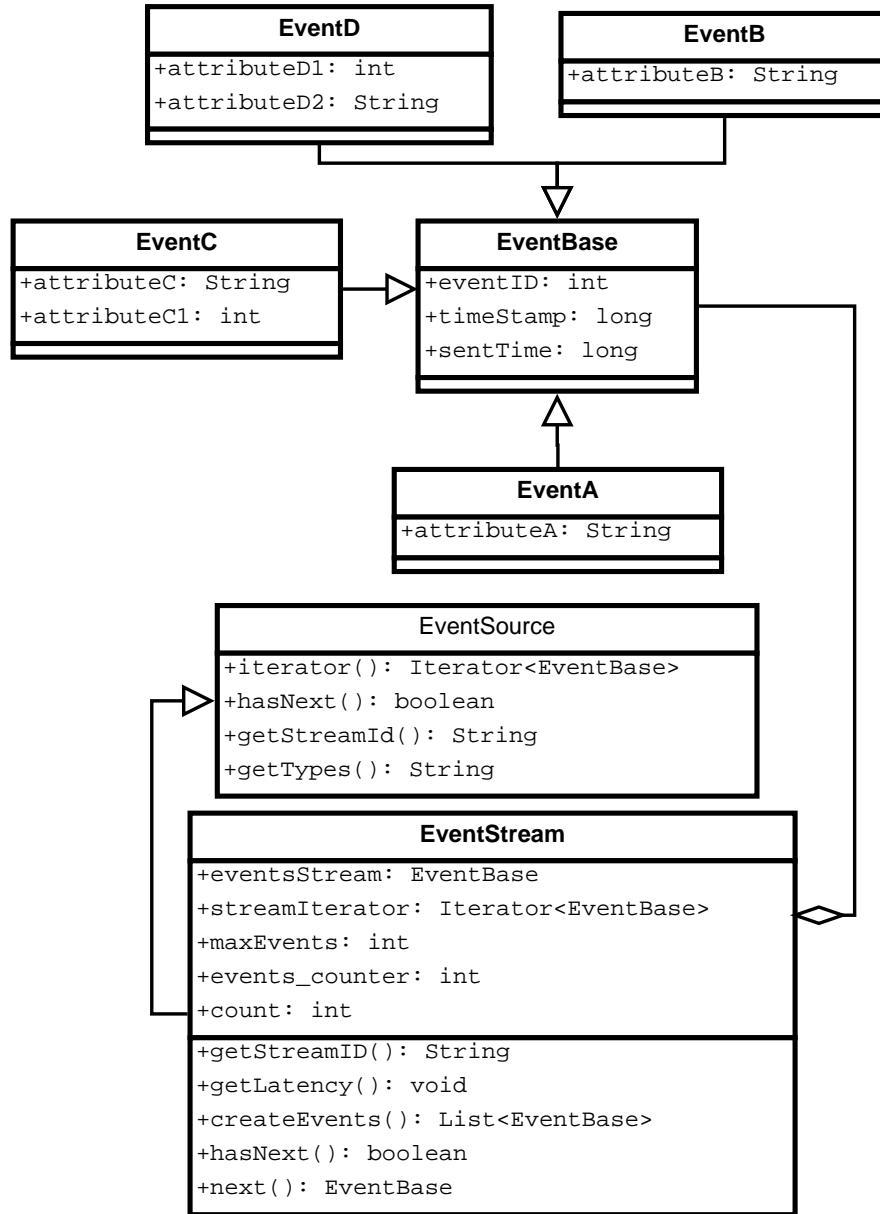 EventD
+attributeD1: int
+attributeD2: String
EventB
+attributeB: String
EventC
+attributeC: String
+attributeC1: int
EventBase
+eventID: int
+timeStamp: long
+sentTime: long
EventA
+attributeA: String
EventSource
+iterator(): Iterator<EventBase>
+hasNext(): boolean
+getStreamId(): String
+getTypes(): String
EventStream
+eventsStream: EventBase
+streamIterator: Iterator<EventBase>
+maxEvents: int
+events_counter: int
+count: int
+getStreamID(): String
+getLatency(): void
+createEvents(): List<EventBase>
+hasNext(): boolean
+next(): EventBase